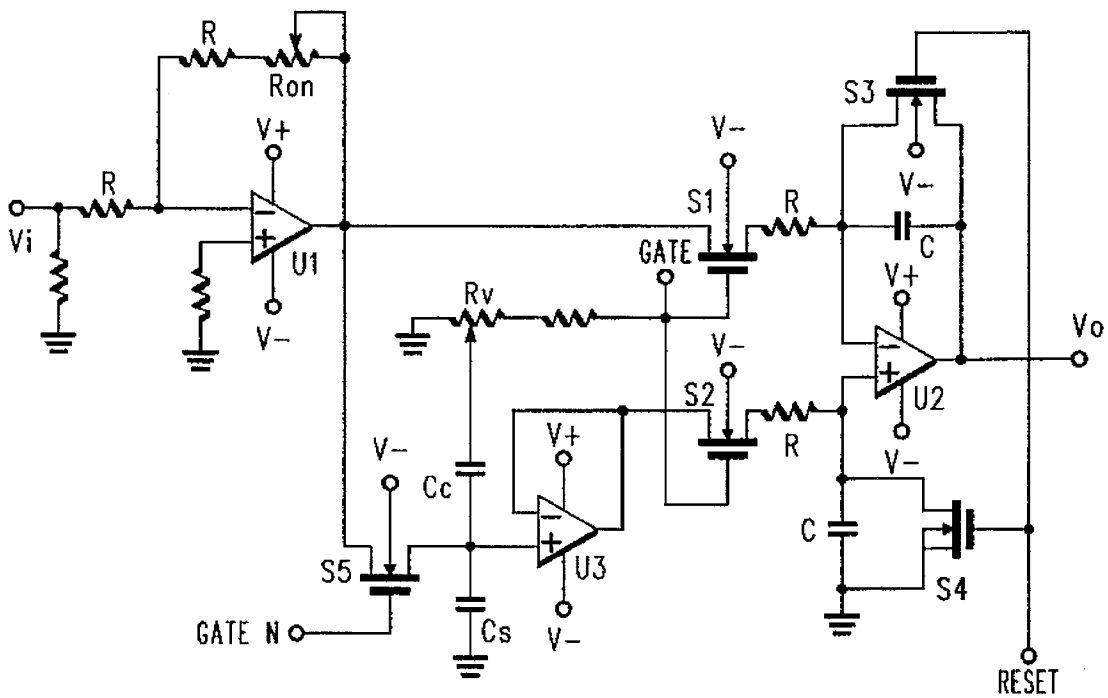 R
Ron
V+
R
Vi
U1
V-
V-
S1
R
GATE
S3
V-
C
V+
Vo
U2
V-
Rv
V-
S2
R
V-
Cc
V+
U3
V-
S5
GATE N
Cs
C
S4
RESET